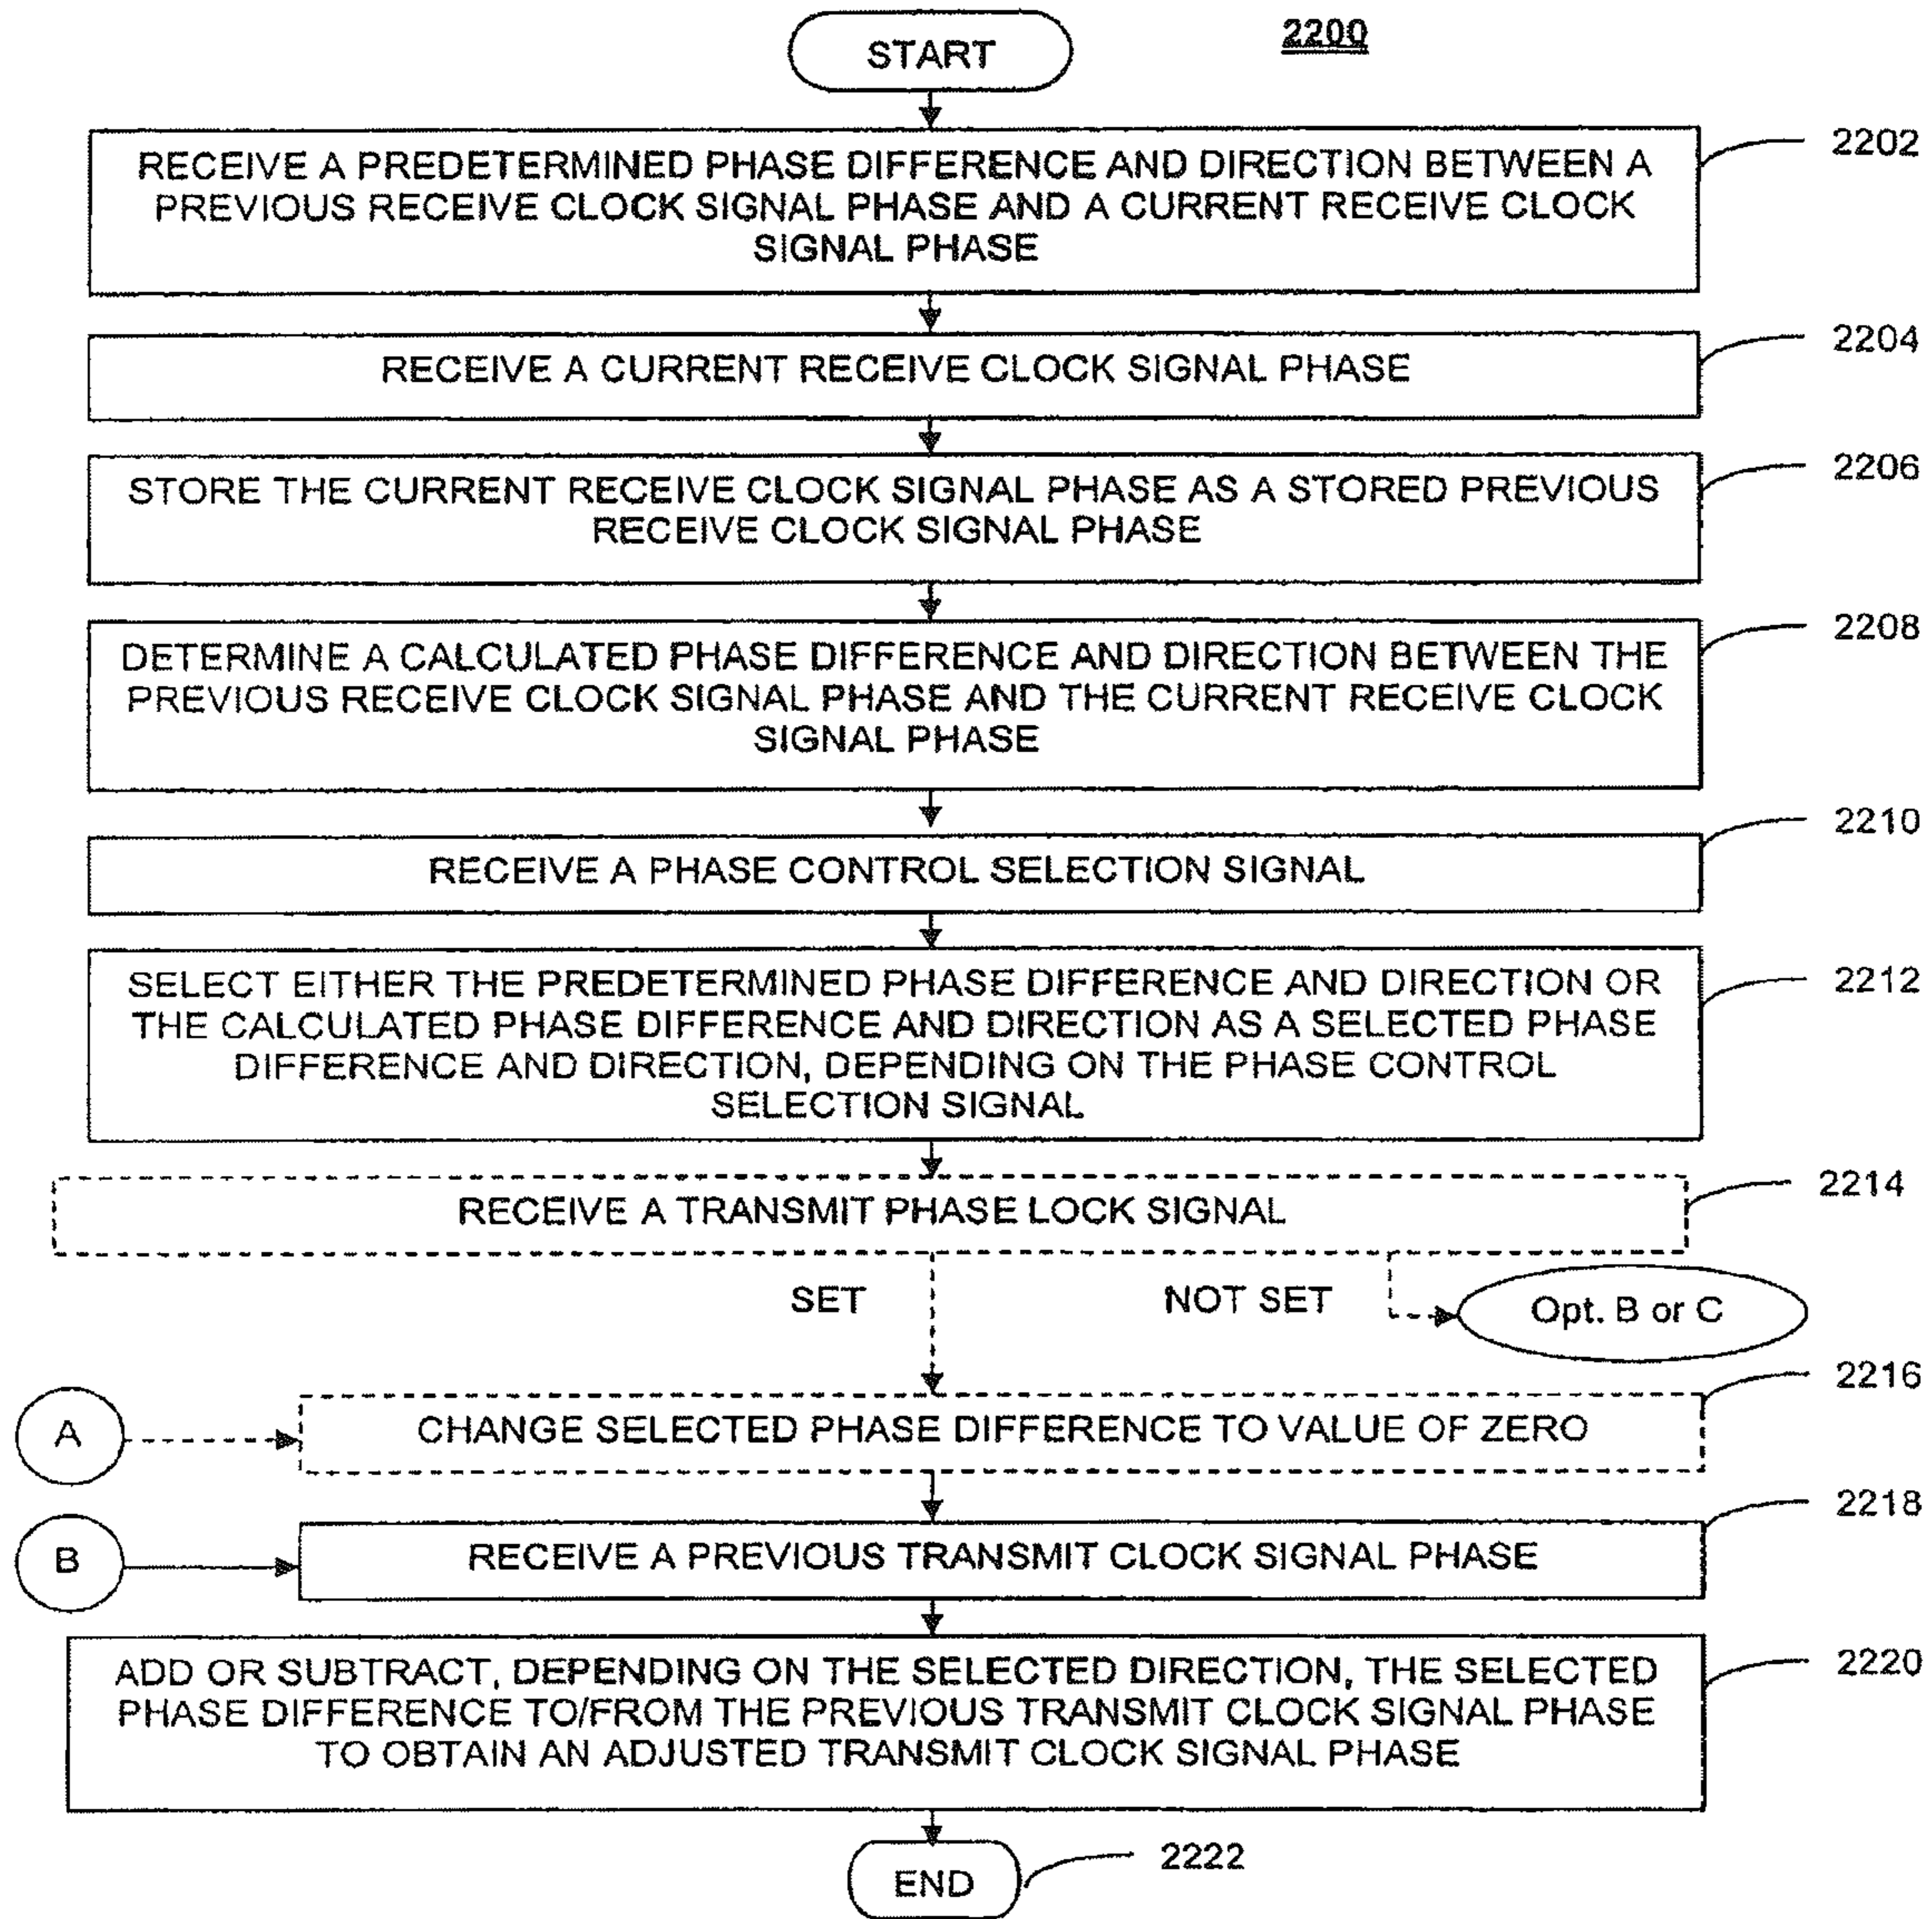 2200
START
RECEIVE A PREDETERMINED PHASE DIFFERENCE AND DIRECTION BETWEEN A
PREVIOUS RECEIVE CLOCK SIGNAL PHASE AND A CURRENT RECEIVE CLOCK
SIGNAL PHASE
2202
RECEIVE A CURRENT RECEIVE CLOCK SIGNAL PHASE
2204
STORE THE CURRENT RECEIVE CLOCK SIGNAL PHASE AS A STORED PREVIOUS
RECEIVE CLOCK SIGNAL PHASE
2206
DETERMINE A CALCULATED PHASE DIFFERENCE AND DIRECTION BETWEEN THE
PREVIOUS RECEIVE CLOCK SIGNAL PHASE AND THE CURRENT RECEIVE CLOCK
SIGNAL PHASE
2208
RECEIVE A PHASE CONTROL SELECTION SIGNAL
2210
SELECT EITHER THE PREDETERMINED PHASE DIFFERENCE AND DIRECTION OR
THE CALCULATED PHASE DIFFERENCE AND DIRECTION AS A SELECTED PHASE
DIFFERENCE AND DIRECTION, DEPENDING ON THE PHASE CONTROL
SELECTION SIGNAL
2212
RECEIVE A TRANSMIT PHASE LOCK SIGNAL
2214
SET
NOT SET
Opt. B or C
A
CHANGE SELECTED PHASE DIFFERENCE TO VALUE OF ZERO
2216
B
RECEIVE A PREVIOUS TRANSMIT CLOCK SIGNAL PHASE
2218
ADD OR SUBTRACT, DEPENDING ON THE SELECTED DIRECTION, THE SELECTED
PHASE DIFFERENCE TO/FROM THE PREVIOUS TRANSMIT CLOCK SIGNAL PHASE
TO OBTAIN AN ADJUSTED TRANSMIT CLOCK SIGNAL PHASE
2220
END
2222